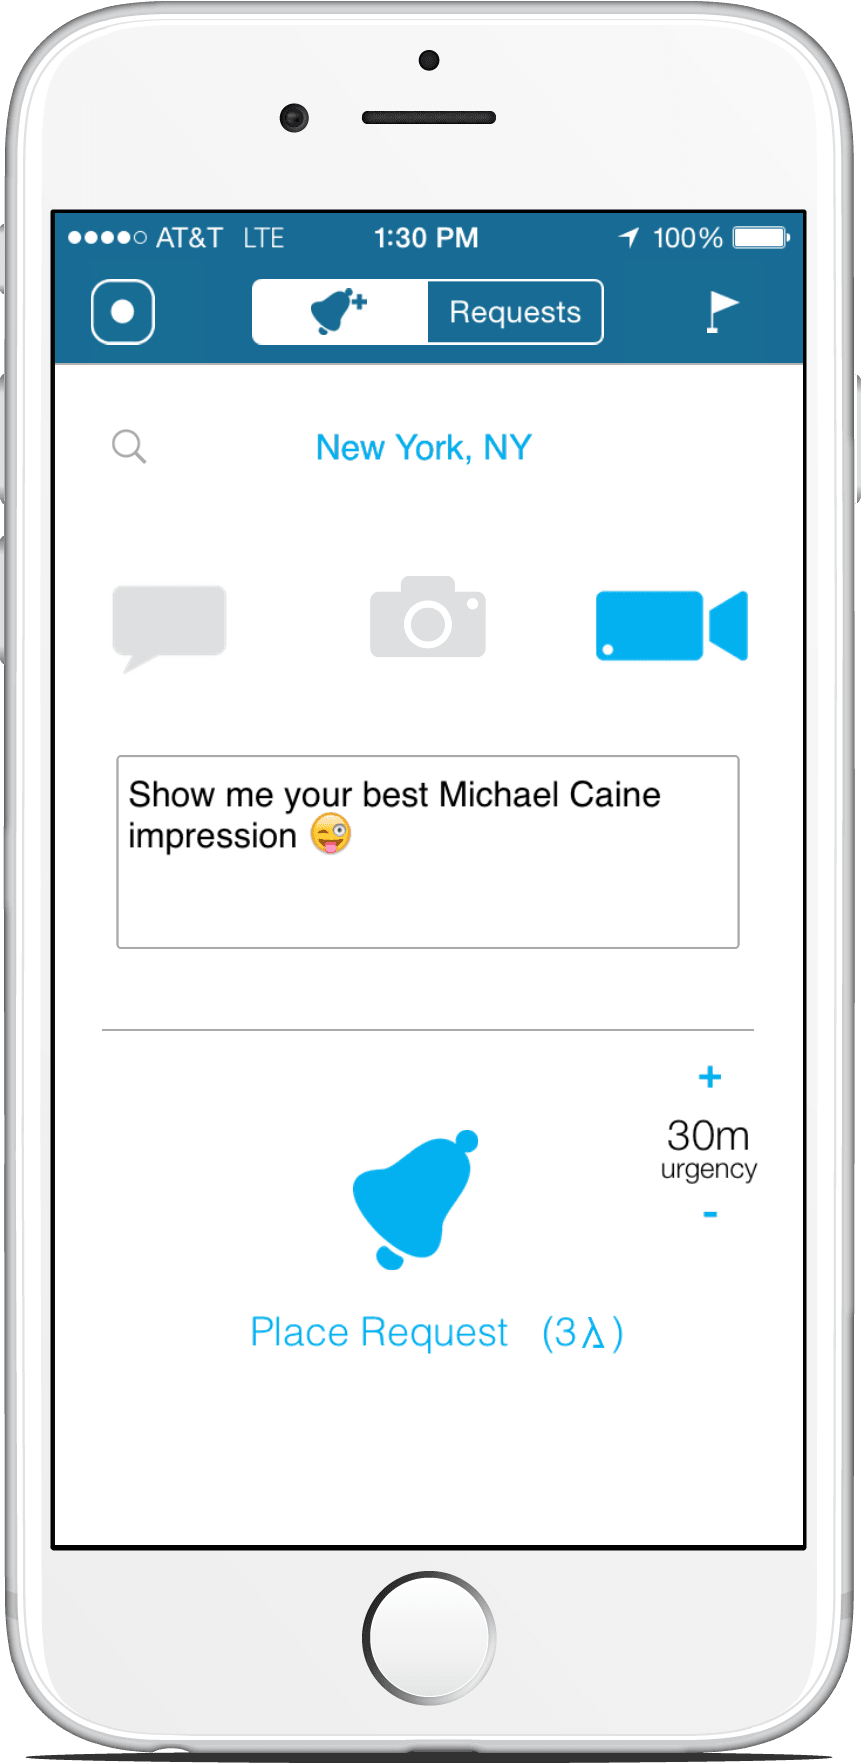 AT&T LTE 1:30 PM 100%
Requests
New York, NY
Show me your best Michael Caine
impression 😜
+
30m
urgency
-
Place Request (3⅄)